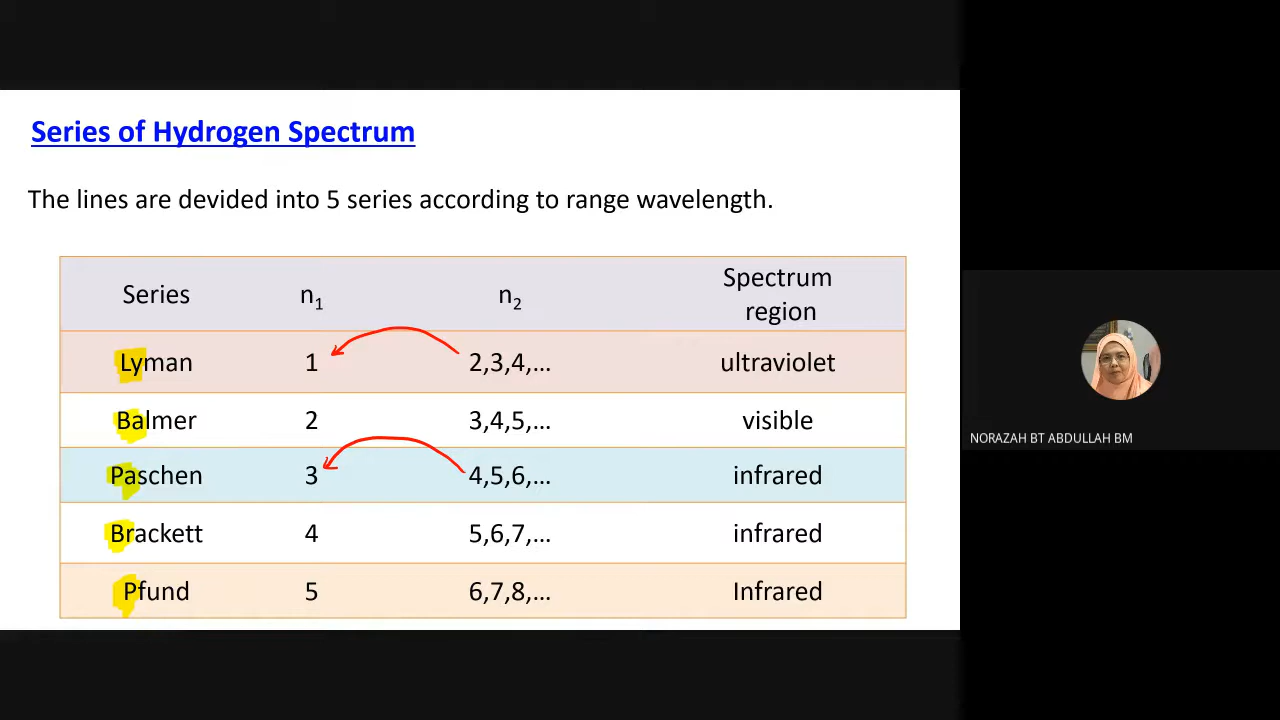 Series of Hydrogen Spectrum
The lines are devided into 5 series according to range wavelength.
Series n₁ n₂ Spectrum region
Lyman 1 2,3,4,... ultraviolet
Balmer 2 3,4,5,... visible
Paschen 3 4,5,6,... infrared
Brackett 4 5,6,7,... infrared
Pfund 5 6,7,8,... Infrared
NORAZAH BT ABDULLAH BM